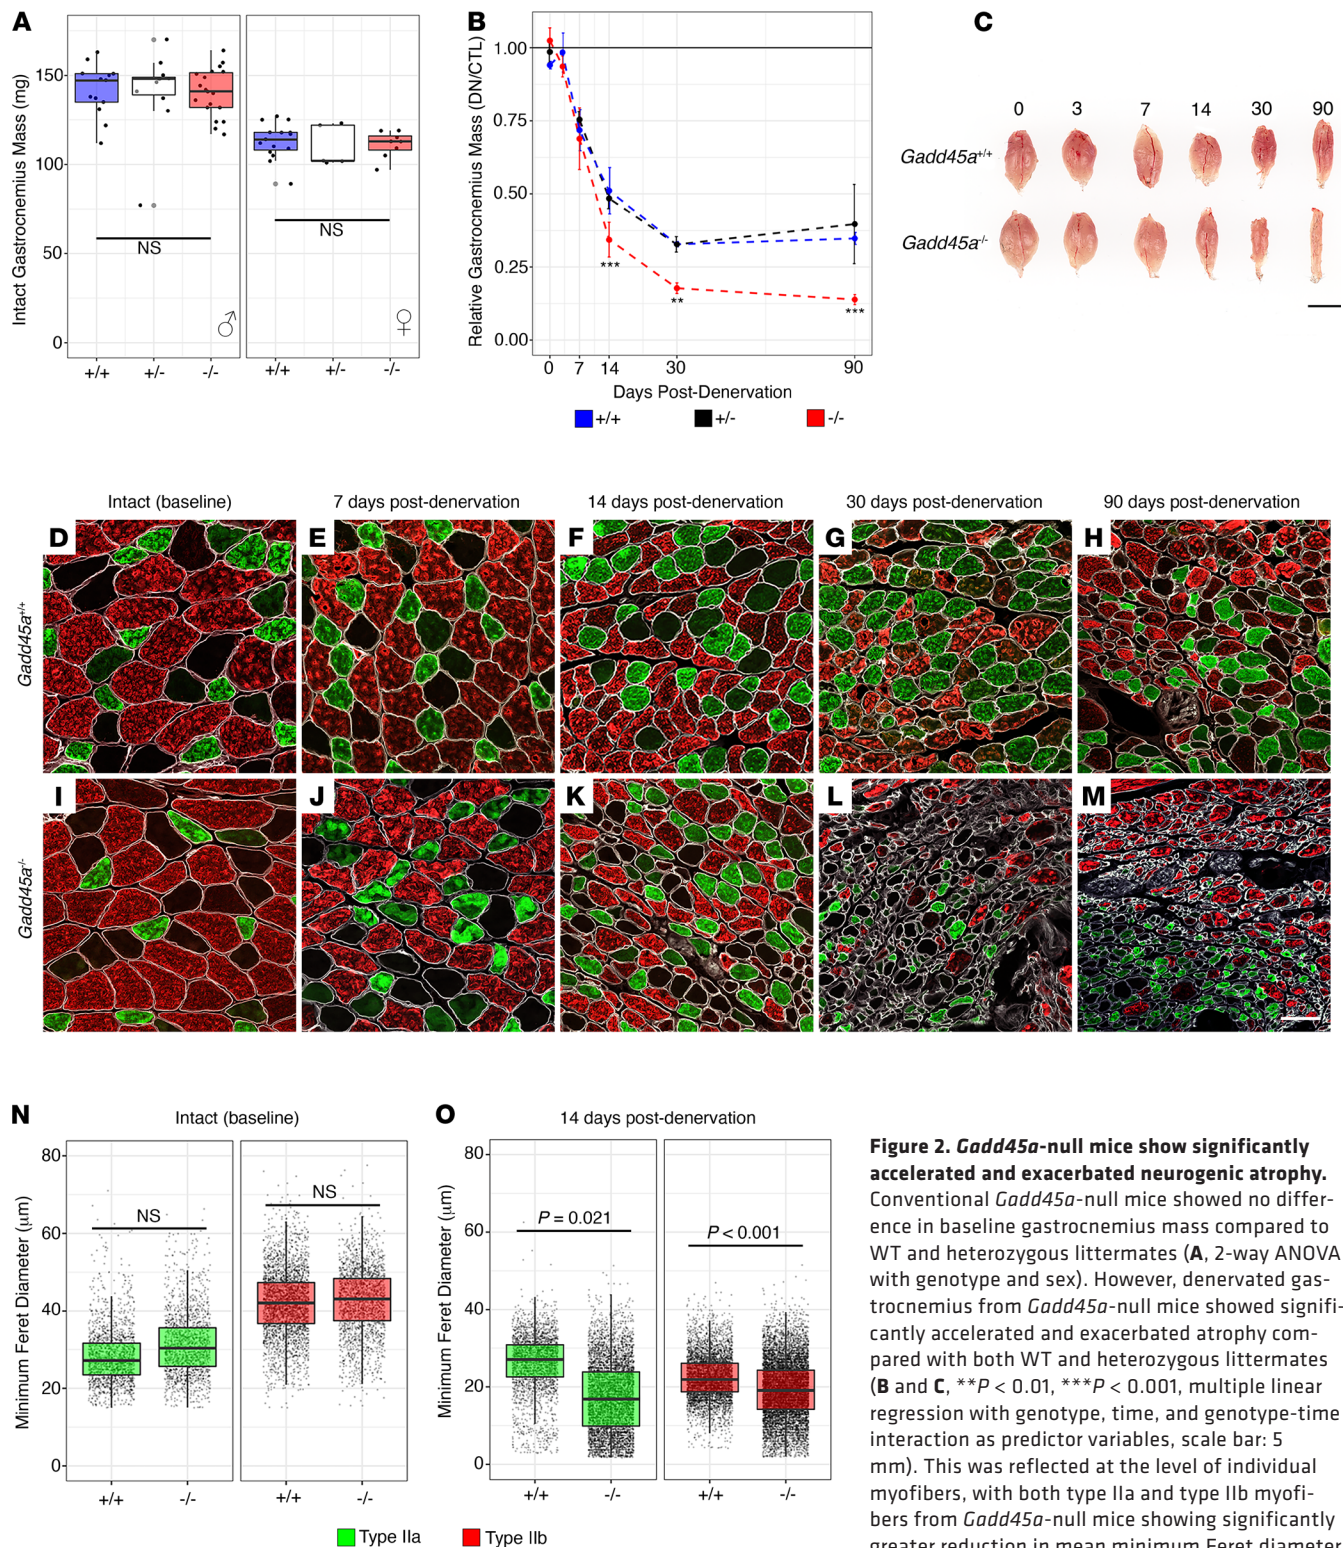 A
Intact Gastrocnemius Mass (mg)
150
100
50
0
NS
♂
+/+ +/- -/-
NS
♀
+/+ +/- -/-
B
Relative Gastrocnemius Mass (DN/CTL)
1.00
0.75
0.50
0.25
0.00
***
**
***
0 7 14 30 90
Days Post-Denervation
+/+ +/- -/-
C
0 3 7 14 30 90
Gadd45a+/+
Gadd45a-/-
Intact (baseline) 7 days post-denervation 14 days post-denervation 30 days post-denervation 90 days post-denervation
Gadd45a+/+
D E F G H
Gadd45a-/-
I J K L M
N
Intact (baseline)
Minimum Feret Diameter (μm)
80
60
40
20
0
NS
NS
+/+ -/- +/+ -/-
O
14 days post-denervation
Minimum Feret Diameter (μm)
80
60
40
20
0
P = 0.021
P < 0.001
+/+ -/- +/+ -/-
Type IIa Type IIb
Figure 2. Gadd45a-null mice show significantly
accelerated and exacerbated neurogenic atrophy.
Conventional Gadd45a-null mice showed no differ-
ence in baseline gastrocnemius mass compared to
WT and heterozygous littermates (A, 2-way ANOVA
with genotype and sex). However, denervated gas-
trocnemius from Gadd45a-null mice showed signifi-
cantly accelerated and exacerbated atrophy com-
pared with both WT and heterozygous littermates
(B and C, **P < 0.01, ***P < 0.001, multiple linear
regression with genotype, time, and genotype-time
interaction as predictor variables, scale bar: 5
mm). This was reflected at the level of individual
myofibers, with both type IIa and type IIb myofi-
bers from Gadd45a-null mice showing significantly
greater reduction in mean minimum Feret diameter